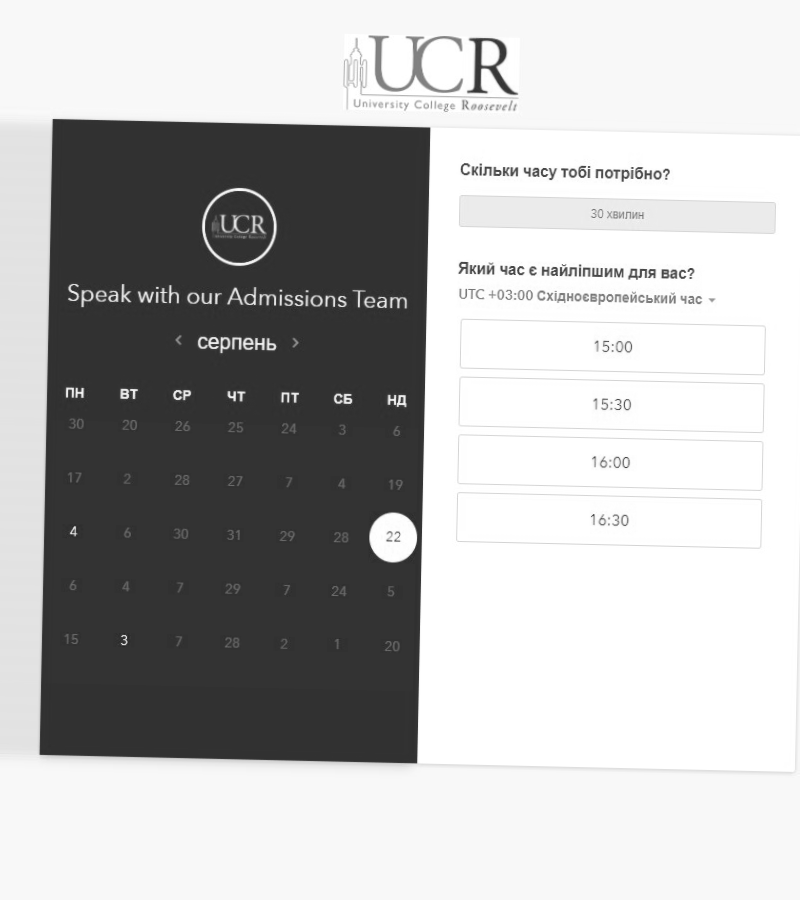 UCR
University College Roosevelt
UCR
Speak with our Admissions Team
серпень
ПН ВТ СР ЧТ ПТ СБ НД
30 20 26 25 24 3 6
17 2 28 27 7 4 19
4 6 30 31 29 28 22
6 4 7 29 7 24 5
15 3 7 28 2 1 20
Скільки часу тобі потрібно?
30 хвилин
Який час є найліпшим для вас?
UTC +03:00 Східноєвропейський час
15:00
15:30
16:00
16:30